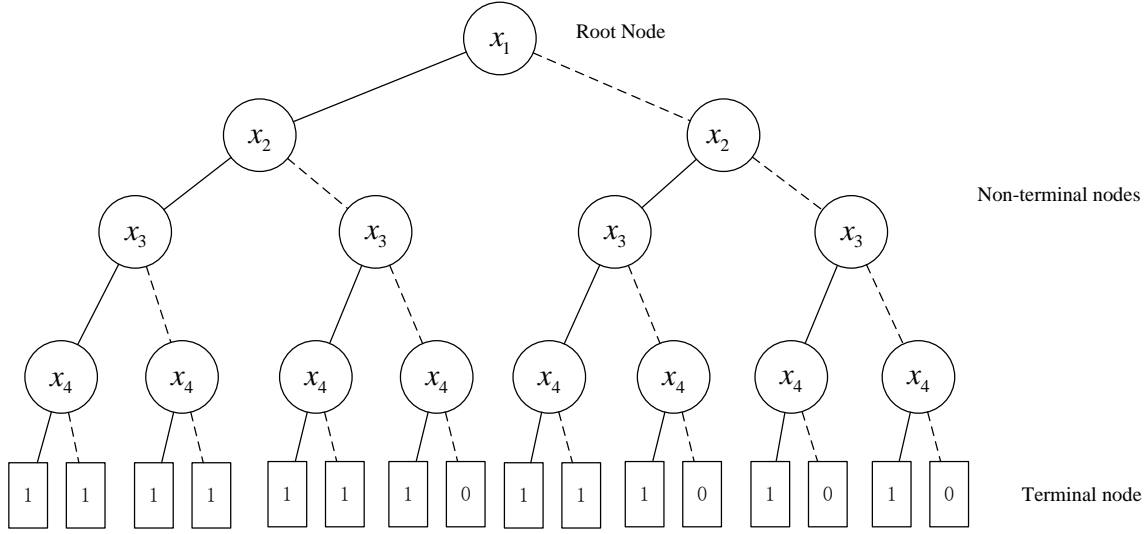 x₁ Root Node
x₂ x₂
Non-terminal nodes
x₃ x₃ x₃ x₃
x₄ x₄ x₄ x₄ x₄ x₄ x₄ x₄
1 1 1 1 1 1 1 0 1 1 1 0 1 0 1 0 Terminal node